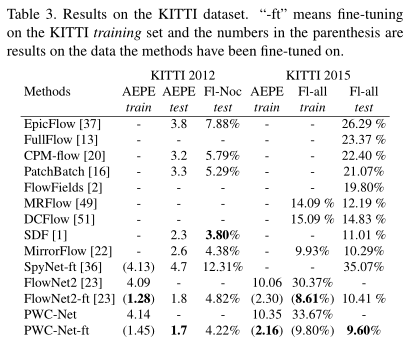 Table 3. Results on the KITTI dataset. “-ft” means fine-tuning
on the KITTI training set and the numbers in the parenthesis are
results on the data the methods have been fine-tuned on.
KITTI 2012 KITTI 2015
Methods AEPE AEPE Fl-Noc AEPE Fl-all Fl-all
train test test train train test
EpicFlow [37] - 3.8 7.88% - - 26.29 %
FullFlow [13] - - - - - 23.37 %
CPM-flow [20] - 3.2 5.79% - - 22.40 %
PatchBatch [16] - 3.3 5.29% - - 21.07%
FlowFields [2] - - - - - 19.80%
MRFlow [49] - - - - 14.09 % 12.19 %
DCFlow [51] - - - - 15.09 % 14.83 %
SDF [1] - 2.3 3.80% - - 11.01 %
MirrorFlow [22] - 2.6 4.38% - 9.93% 10.29%
SpyNet-ft [36] (4.13) 4.7 12.31% - - 35.07%
FlowNet2 [23] 4.09 - - 10.06 30.37% -
FlowNet2-ft [23] (1.28) 1.8 4.82% (2.30) (8.61%) 10.41 %
PWC-Net 4.14 - - 10.35 33.67% -
PWC-Net-ft (1.45) 1.7 4.22% (2.16) (9.80%) 9.60%